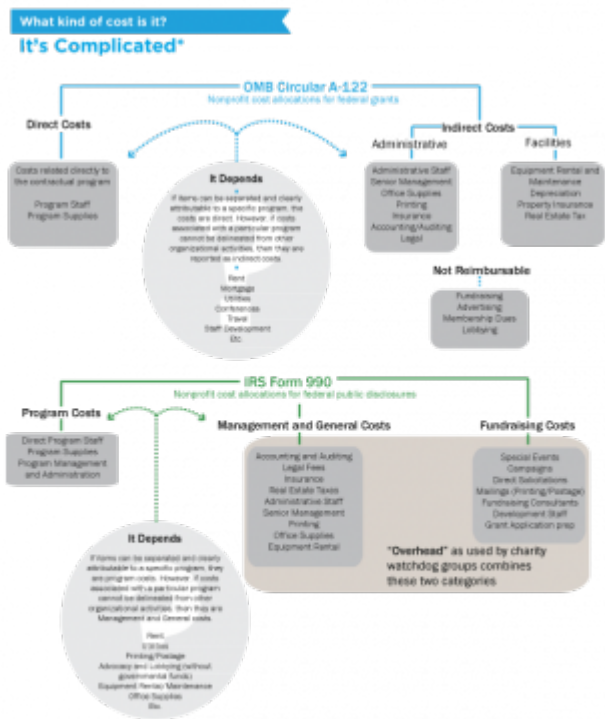 What kind of cost is it?
It's Complicated*
OMB Circular A-122
Nonprofit cost allocations for federal grants
Direct Costs
Costs related directly to
the contractual program
Program Staff
Program Supplies
It Depends
If items can be separated and clearly
attributable to a specific program, the
costs are direct. However, if costs
associated with a particular program
cannot be delineated from other
organizational activities, then they are
reported as indirect costs.
Rent
Mortgage
Utilities
Conferences
Travel
Staff Development
Etc.
Indirect Costs
Administrative
Administrative Staff
Senior Management
Office Supplies
Printing
Insurance
Accounting/Auditing
Legal
Facilities
Equipment Rental and
Maintenance
Depreciation
Property Insurance
Real Estate Tax
Not Reimbursable
Fundraising
Advertising
Membership Dues
Lobbying
IRS Form 990
Nonprofit cost allocations for federal public disclosures
Program Costs
Direct Program Staff
Program Supplies
Program Management
and Administration
It Depends
If items can be separated and clearly
attributable to a specific program, they
are program costs. However, if costs
associated with a particular program
cannot be delineated from other
organizational activities, then they are
Management and General costs.
Rent
Utilities
Printing/Postage
Advocacy and Lobbying (without
governmental funds)
Equipment Rental/Maintenance
Office Supplies
Etc.
Management and General Costs
Accounting and Auditing
Legal Fees
Insurance
Real Estate Taxes
Administrative Staff
Senior Management
Printing
Office Supplies
Equipment Rental
Fundraising Costs
Special Events
Campaigns
Direct Solicitations
Mailings (Printing/Postage)
Fundraising Consultants
Development Staff
Grant Application prep
"Overhead" as used by charity
watchdog groups combines
these two categories